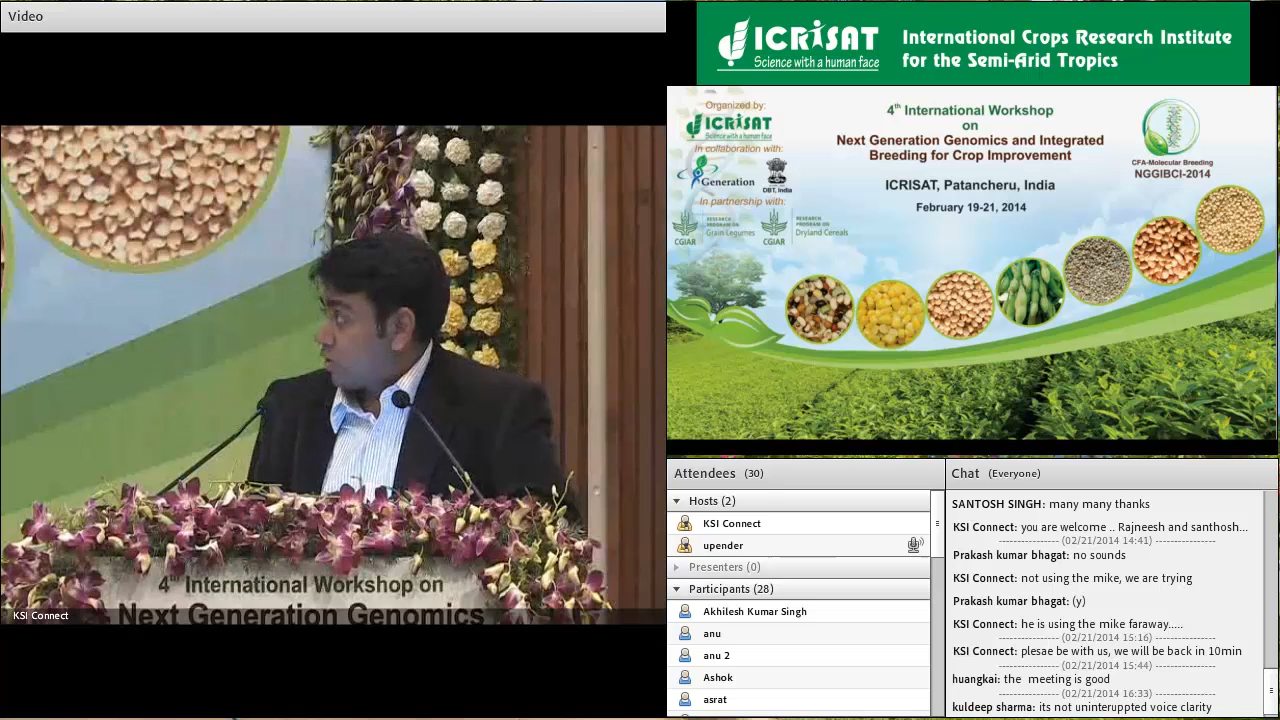 Video
4th International Workshop on
Next Generation Genomics
KSI Connect
ICRISAT
Science with a human face
International Crops Research Institute
for the Semi-Arid Tropics
Organized by:
ICRISAT
Science with a human face
In collaboration with:
Generation
DBT, India
In partnership with:
CGIAR
RESEARCH
PROGRAM ON
Grain Legumes
CGIAR
RESEARCH
PROGRAM ON
Dryland Cereals
4th International Workshop
on
Next Generation Genomics and Integrated
Breeding for Crop Improvement
ICRISAT, Patancheru, India
February 19-21, 2014
CFA-Molecular Breeding
NGGIBCI-2014
Attendees (30)
Hosts (2)
KSI Connect
upender
Presenters (0)
Participants (28)
Akhilesh Kumar Singh
anu
anu 2
Ashok
asrat
Chat (Everyone)
SANTOSH SINGH: many many thanks
KSI Connect: you are welcome ..Rajneesh and santhosh...
---------------- (02/21/2014 14:41) ----------------
Prakash kumar bhagat: no sounds
KSI Connect: not using the mike, we are trying
Prakash kumar bhagat: (y)
KSI Connect: he is using the mike faraway.....
---------------- (02/21/2014 15:16) ----------------
KSI Connect: plesae be with us, we will be back in 10min
---------------- (02/21/2014 15:44) ----------------
huangkai: the meeting is good
---------------- (02/21/2014 16:33) ----------------
kuldeep sharma: its not uninteruppted voice clarity